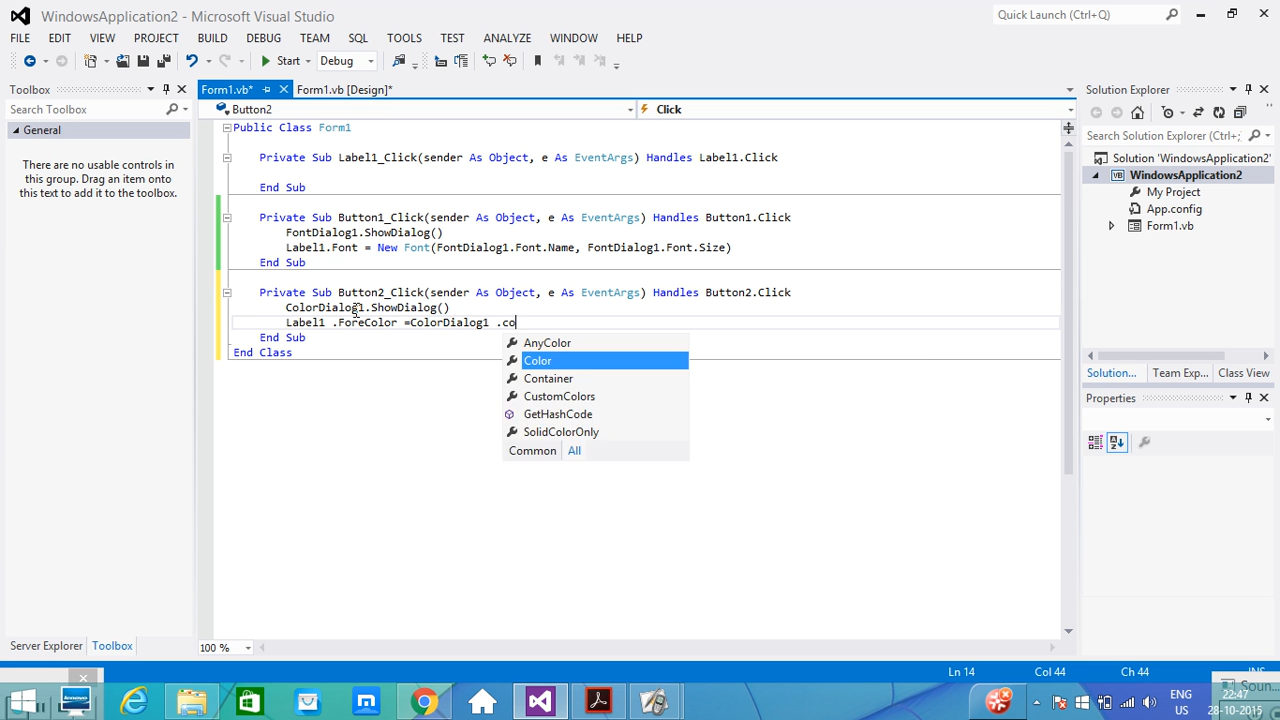 WindowsApplication2 - Microsoft Visual Studio
Quick Launch (Ctrl+Q)
FILE EDIT VIEW PROJECT BUILD DEBUG TEAM SQL TOOLS TEST ANALYZE WINDOW HELP
Start Debug
Toolbox
Search Toolbox
General
There are no usable controls in
this group. Drag an item onto
this text to add it to the toolbox.
Server Explorer Toolbox
Form1.vb* Form1.vb [Design]*
Button2 Click
Public Class Form1
Private Sub Label1_Click(sender As Object, e As EventArgs) Handles Label1.Click
End Sub
Private Sub Button1_Click(sender As Object, e As EventArgs) Handles Button1.Click
FontDialog1.ShowDialog()
Label1.Font = New Font(FontDialog1.Font.Name, FontDialog1.Font.Size)
End Sub
Private Sub Button2_Click(sender As Object, e As EventArgs) Handles Button2.Click
ColorDialog1.ShowDialog()
Label1 .ForeColor =ColorDialog1 .co
End Sub
End Class
AnyColor
Color
Container
CustomColors
GetHashCode
SolidColorOnly
Common All
100 %
Solution Explorer
Search Solution Explorer (Ctrl+;
Solution 'WindowsApplication2'
VB WindowsApplication2
My Project
App.config
Form1.vb
Solution... Team Exp... Class View
Properties
Ln 14 Col 44 Ch 44 INS
Soun...
ENG
US
22:47
28-10-2015